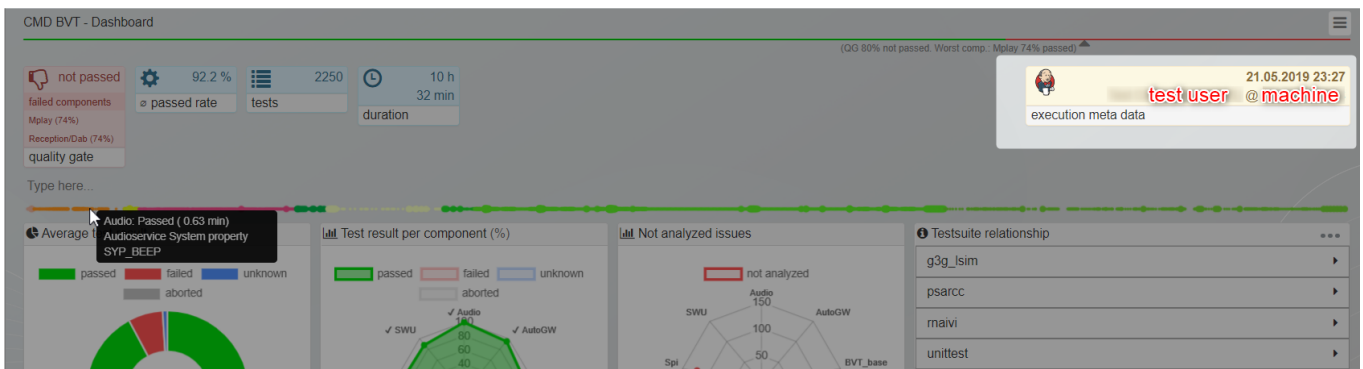 CMD BVT - Dashboard
(QG 80% not passed. Worst comp.: Mplay 74% passed)
not passed
failed components
Mplay (74%)
Reception/Dab (74%)
quality gate
92.2 %
⌀ passed rate
2250
tests
10 h
32 min
duration
21.05.2019 23:27
test user @ machine
execution meta data
Type here...
Audio: Passed ( 0.63 min)
Audioservice System property
SYP_BEEP
Average t
passed failed unknown
aborted
Test result per component (%)
passed failed unknown
aborted
✓ Audio
100
✓ SWU
✓ AutoGW
80
60
40
Not analyzed issues
not analyzed
Audio
150
SWU
AutoGW
100
50
Spi
BVT_base
Testsuite relationship
g3g_lsim
psarcc
rnaivi
unittest